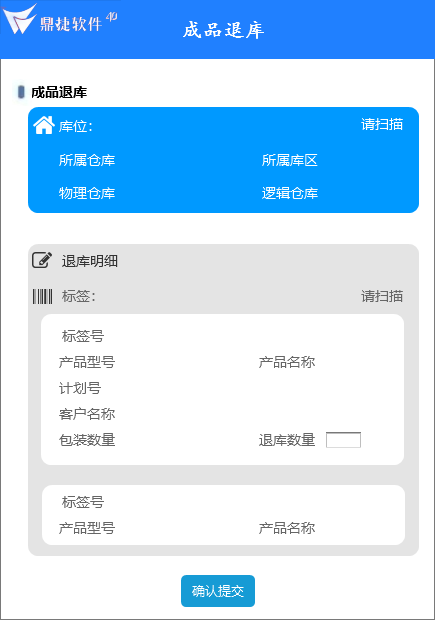 鼎捷软件 40
成品退库
成品退库
库位： 请扫描
所属仓库 所属库区
物理仓库 逻辑仓库
退库明细
标签： 请扫描
标签号
产品型号 产品名称
计划号
客户名称
包装数量 退库数量
标签号
产品型号 产品名称
确认提交